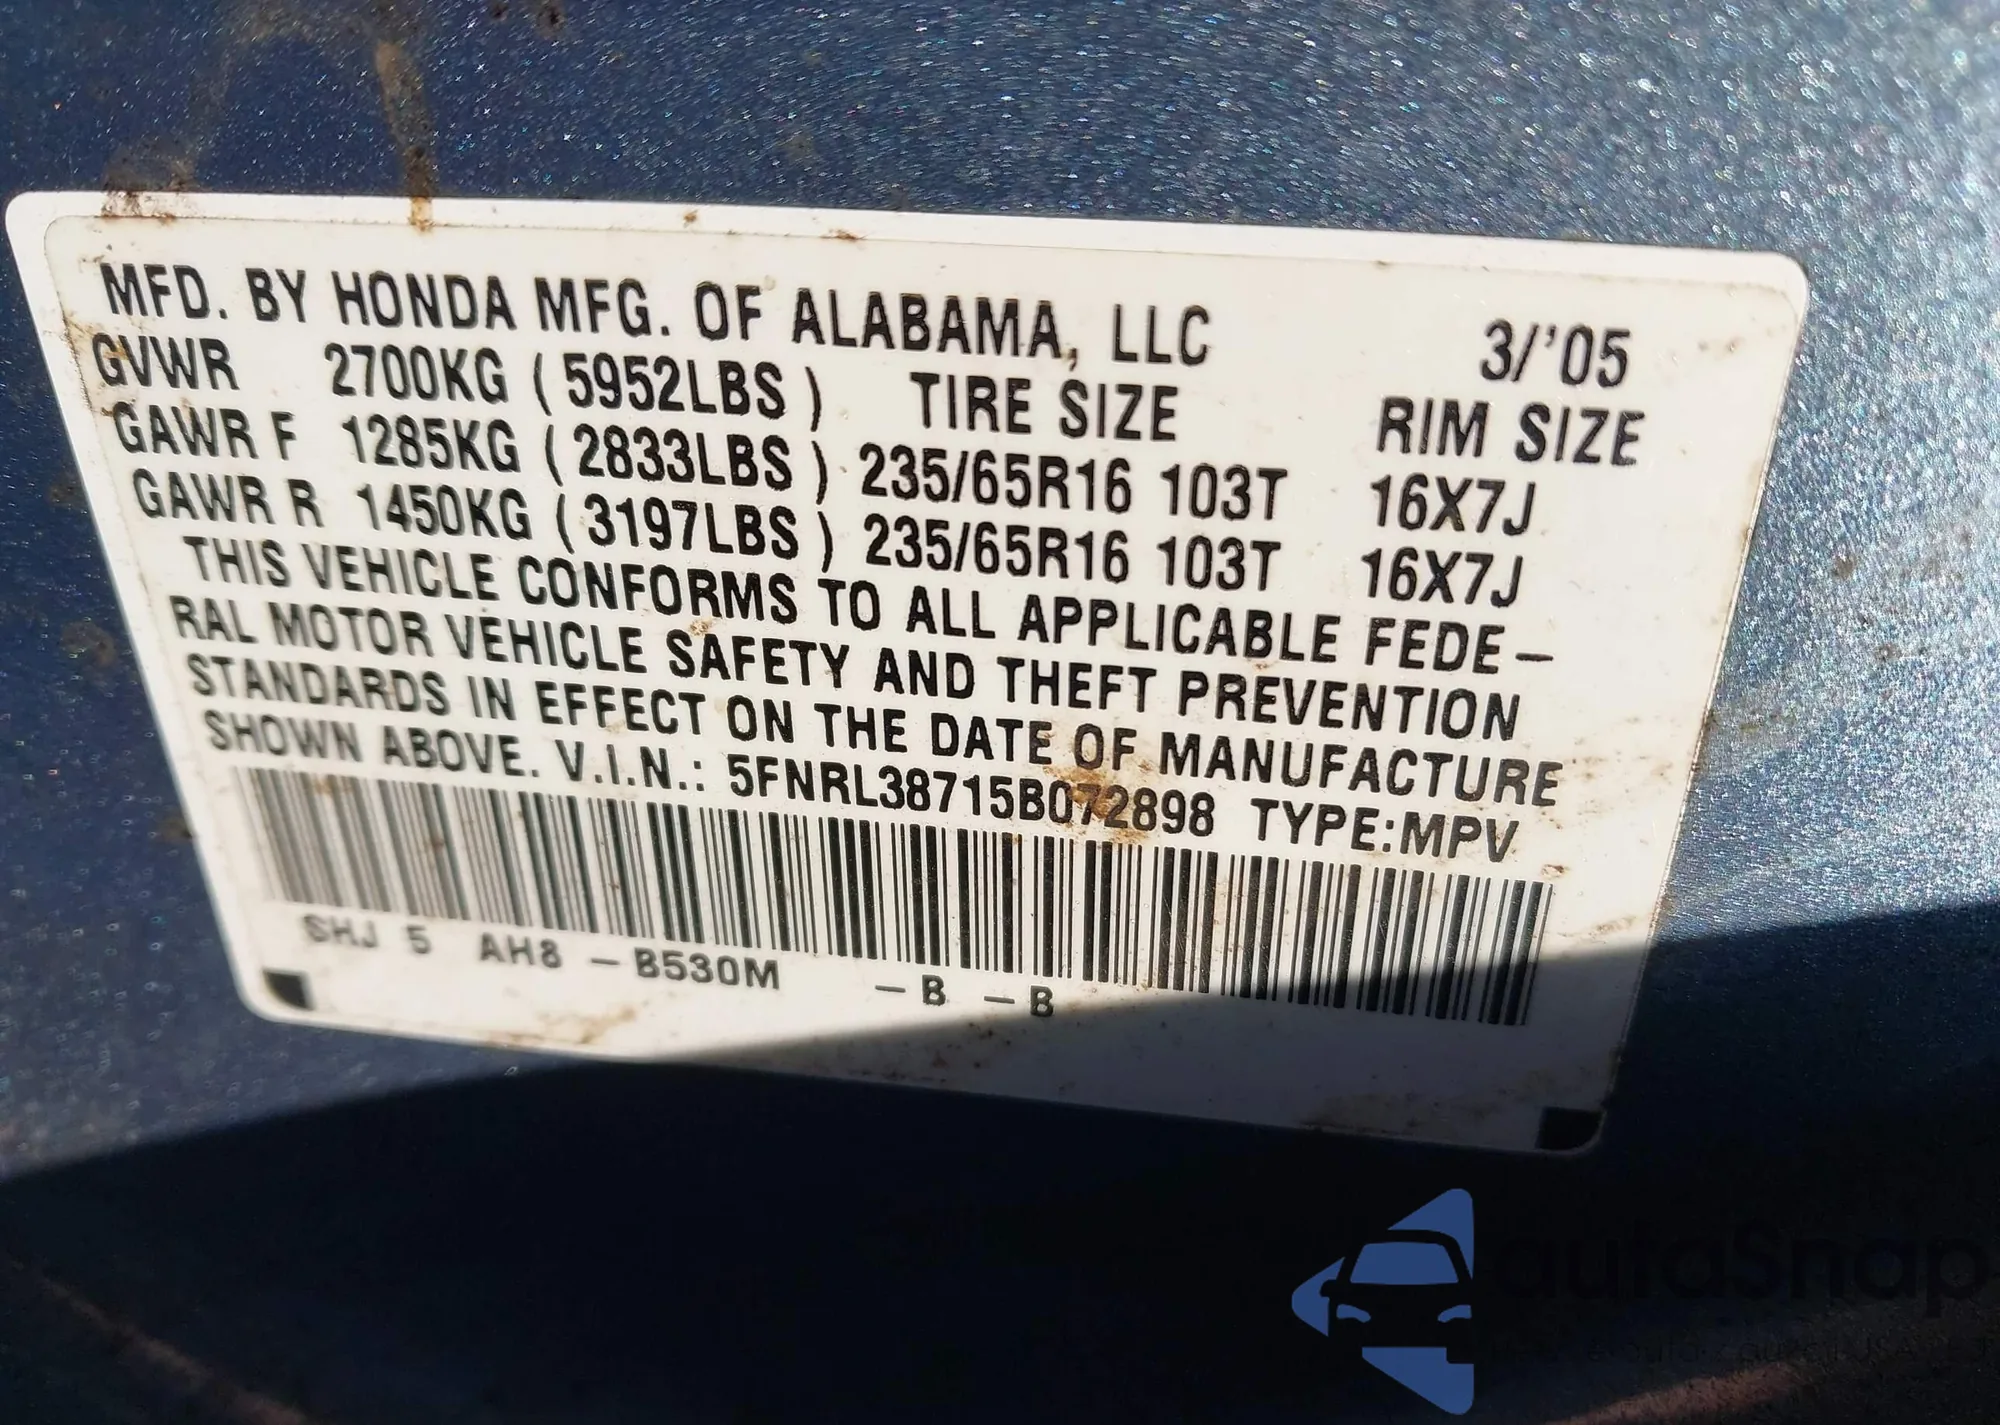 MFD. BY HONDA MFG. OF ALABAMA, LLC 3/'05
GVWR 2700KG ( 5952LBS ) TIRE SIZE RIM SIZE
GAWR F 1285KG ( 2833LBS ) 235/65R16 103T 16X7J
GAWR R 1450KG ( 3197LBS ) 235/65R16 103T 16X7J
THIS VEHICLE CONFORMS TO ALL APPLICABLE FEDE-
RAL MOTOR VEHICLE SAFETY AND THEFT PREVENTION
STANDARDS IN EFFECT ON THE DATE OF MANUFACTURE
SHOWN ABOVE. V.I.N.: 5FNRL38715B072898 TYPE:MPV
SHJ 5 AH8 -B530M -B -B
autoSnap